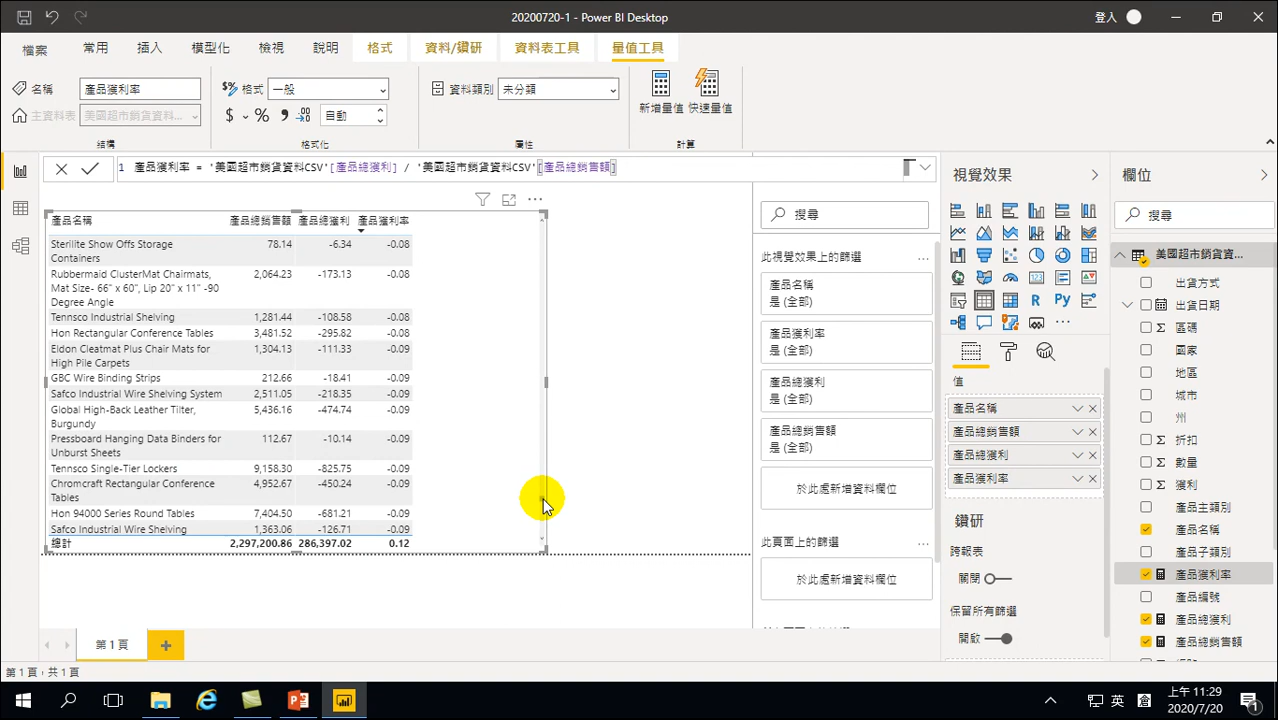 20200720-1 - Power BI Desktop
登入
檔案 常用 插入 模型化 檢視 說明 格式 資料/鑽研 資料表工具 量值工具
名稱 產品獲利率
格式 一般
資料類別 未分類
主資料表 美國超市銷貨資料...
$ % 自動
新增量值 快速量值
結構 格式化 屬性 計算
1 產品獲利率 = '美國超市銷貨資料CSV'[產品總獲利] / '美國超市銷貨資料CSV'[產品總銷售額]
產品名稱 產品總銷售額 產品總獲利 產品獲利率
Sterilite Show Offs Storage 78.14 -6.34 -0.08
Containers
Rubbermaid ClusterMat Chairmats, 2,064.23 -173.13 -0.08
Mat Size- 66" x 60", Lip 20" x 11" -90
Degree Angle
Tennsco Industrial Shelving 1,281.44 -108.58 -0.08
Hon Rectangular Conference Tables 3,481.52 -295.82 -0.08
Eldon Cleatmat Plus Chair Mats for 1,304.13 -111.33 -0.09
High Pile Carpets
GBC Wire Binding Strips 212.66 -18.41 -0.09
Safco Industrial Wire Shelving System 2,511.05 -218.35 -0.09
Global High-Back Leather Tilter, 5,436.16 -474.74 -0.09
Burgundy
Pressboard Hanging Data Binders for 112.67 -10.14 -0.09
Unburst Sheets
Tennsco Single-Tier Lockers 9,158.30 -825.75 -0.09
Chromcraft Rectangular Conference 4,952.67 -450.24 -0.09
Tables
Hon 94000 Series Round Tables 7,404.50 -681.21 -0.09
Safco Industrial Wire Shelving 1,363.06 -126.71 -0.09
總計 2,297,200.86 286,397.02 0.12
搜尋
此視覺效果上的篩選
產品名稱
是 (全部)
產品獲利率
是 (全部)
產品總獲利
是 (全部)
產品總銷售額
是 (全部)
於此處新增資料欄位
此頁面上的篩選
於此處新增資料欄位
視覺效果
R Py
值
產品名稱
產品總銷售額
產品總獲利
產品獲利率
鑽研
跨報表
關閉
保留所有篩選
開啟
欄位
搜尋
美國超市銷貨資...
出貨方式
出貨日期
區碼
國家
地區
城市
州
折扣
數量
獲利
產品主類別
產品名稱
產品子類別
產品獲利率
產品編號
產品總獲利
產品總銷售額
第 1 頁
第 1 頁，共 1 頁
英
上午 11:29
2020/7/20
1